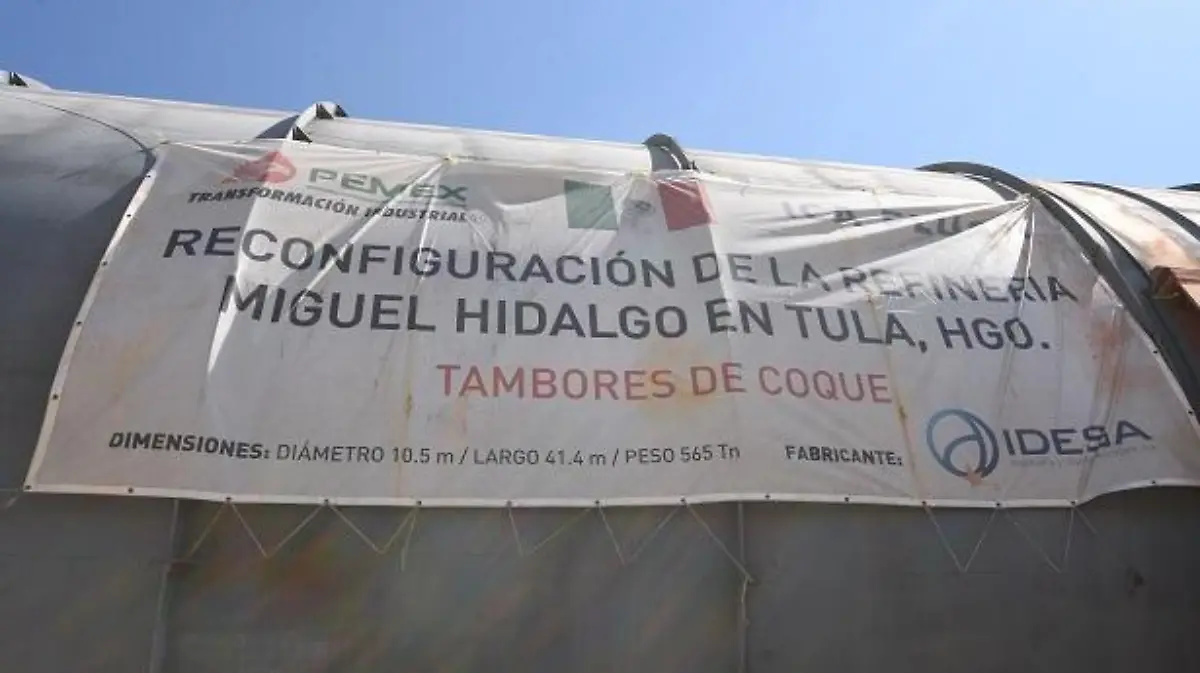 PEMEX
TRANSFORMACIÓN INDUSTRIAL
RECONFIGURACIÓN DE LA REFINERIA
MIGUEL HIDALGO EN TULA, HGO.
TAMBORES DE COQUE
DIMENSIONES: DIÁMETRO 10.5 m / LARGO 41.4 m / PESO 565 Tn
FABRICANTE:
IDESA